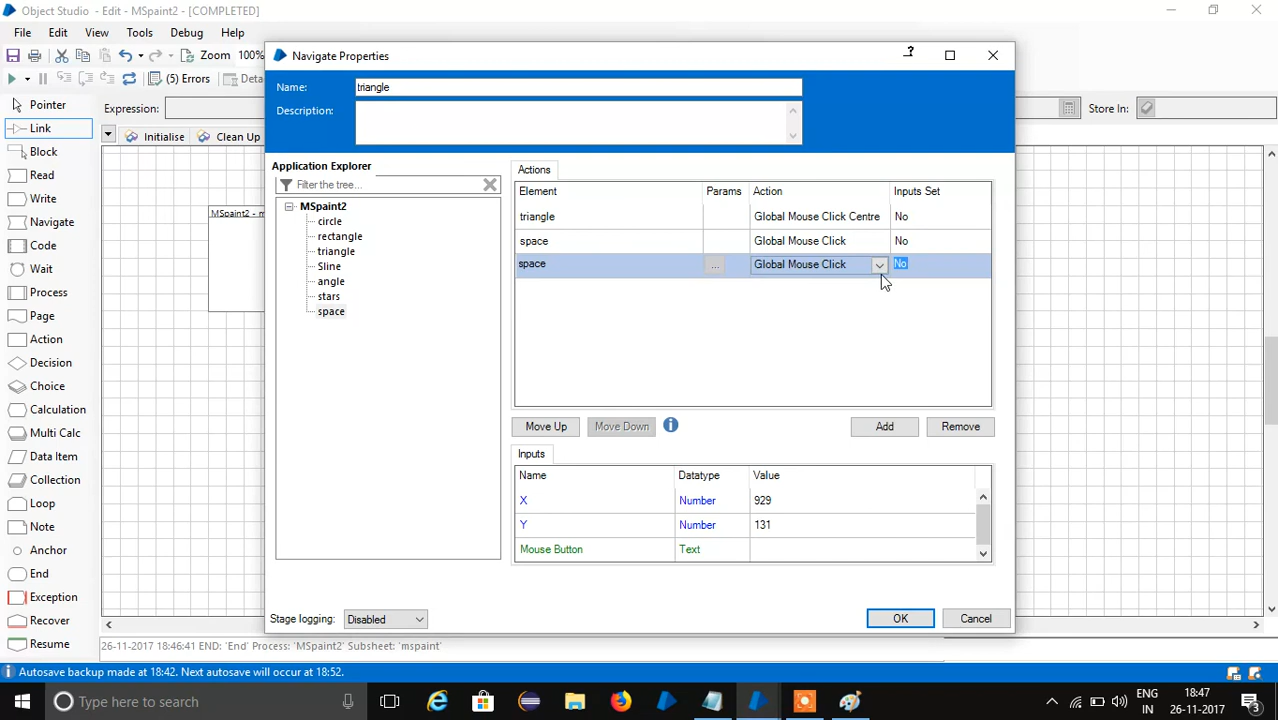 Object Studio - MSpaint2 - [COMPLETED]
File Edit View Tools Debug Help
Zoom 100%
(5) Errors
Expression:
Store In:
Initialise
Clean Up
Pointer
Link
Block
Read
Write
Navigate
Code
Wait
Process
Page
Action
Decision
Choice
Calculation
Multi Calc
Data Item
Collection
Loop
Note
Anchor
End
Exception
Recover
Resume
Navigate Properties
?
Name: triangle
Description:
Application Explorer
Filter the tree...
MSpaint2
circle
rectangle
triangle
Sline
angle
stars
space
Actions
Element Params Action Inputs Set
triangle Global Mouse Click Centre No
space Global Mouse Click No
space ... Global Mouse Click No
Move Up Move Down Add Remove
Inputs
Name Datatype Value
X Number 929
Y Number 131
Mouse Button Text
Stage logging: Disabled
OK Cancel
26-11-2017 18:46:41 END: 'End' Process: 'MSpaint2' Subsheet: 'mspaint'
Autosave backup made at 18:42. Next autosave will occur at 18:52.
Type here to search
ENG
IN
18:47
26-11-2017
3